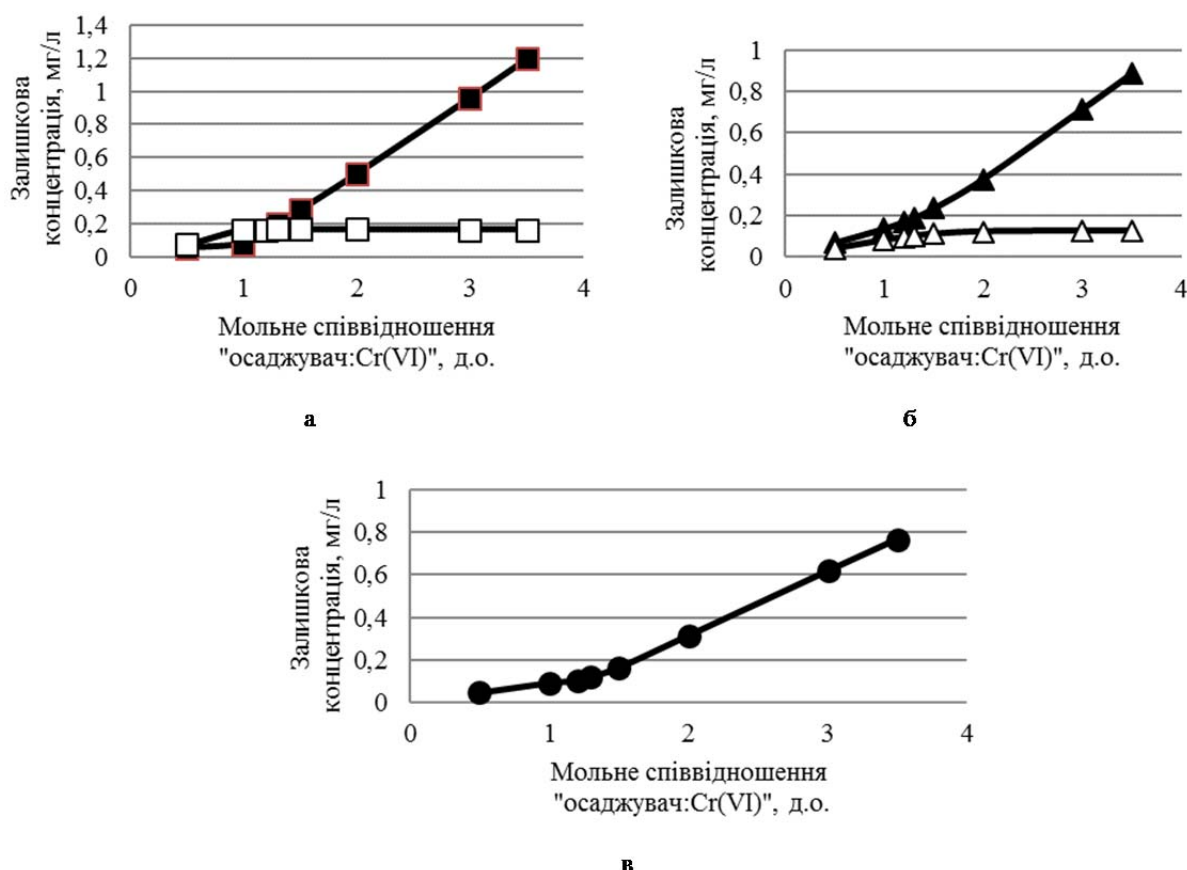 Залишкова
концентрація, мг/л
1,4
1,2
1
0,8
0,6
0,4
0,2
0
0 1 2 3 4
Мольне співвідношення
"осаджувач:Cr(VI)", д.о.
а
Залишкова
концентрація, мг/л
1
0,8
0,6
0,4
0,2
0
0 1 2 3 4
Мольне співвідношення
"осаджувач:Cr(VI)", д.о.
б
Залишкова
концентрація, мг/л
1
0,8
0,6
0,4
0,2
0
0 1 2 3 4
Мольне співвідношення
"осаджувач:Cr(VI)", д.о.
в